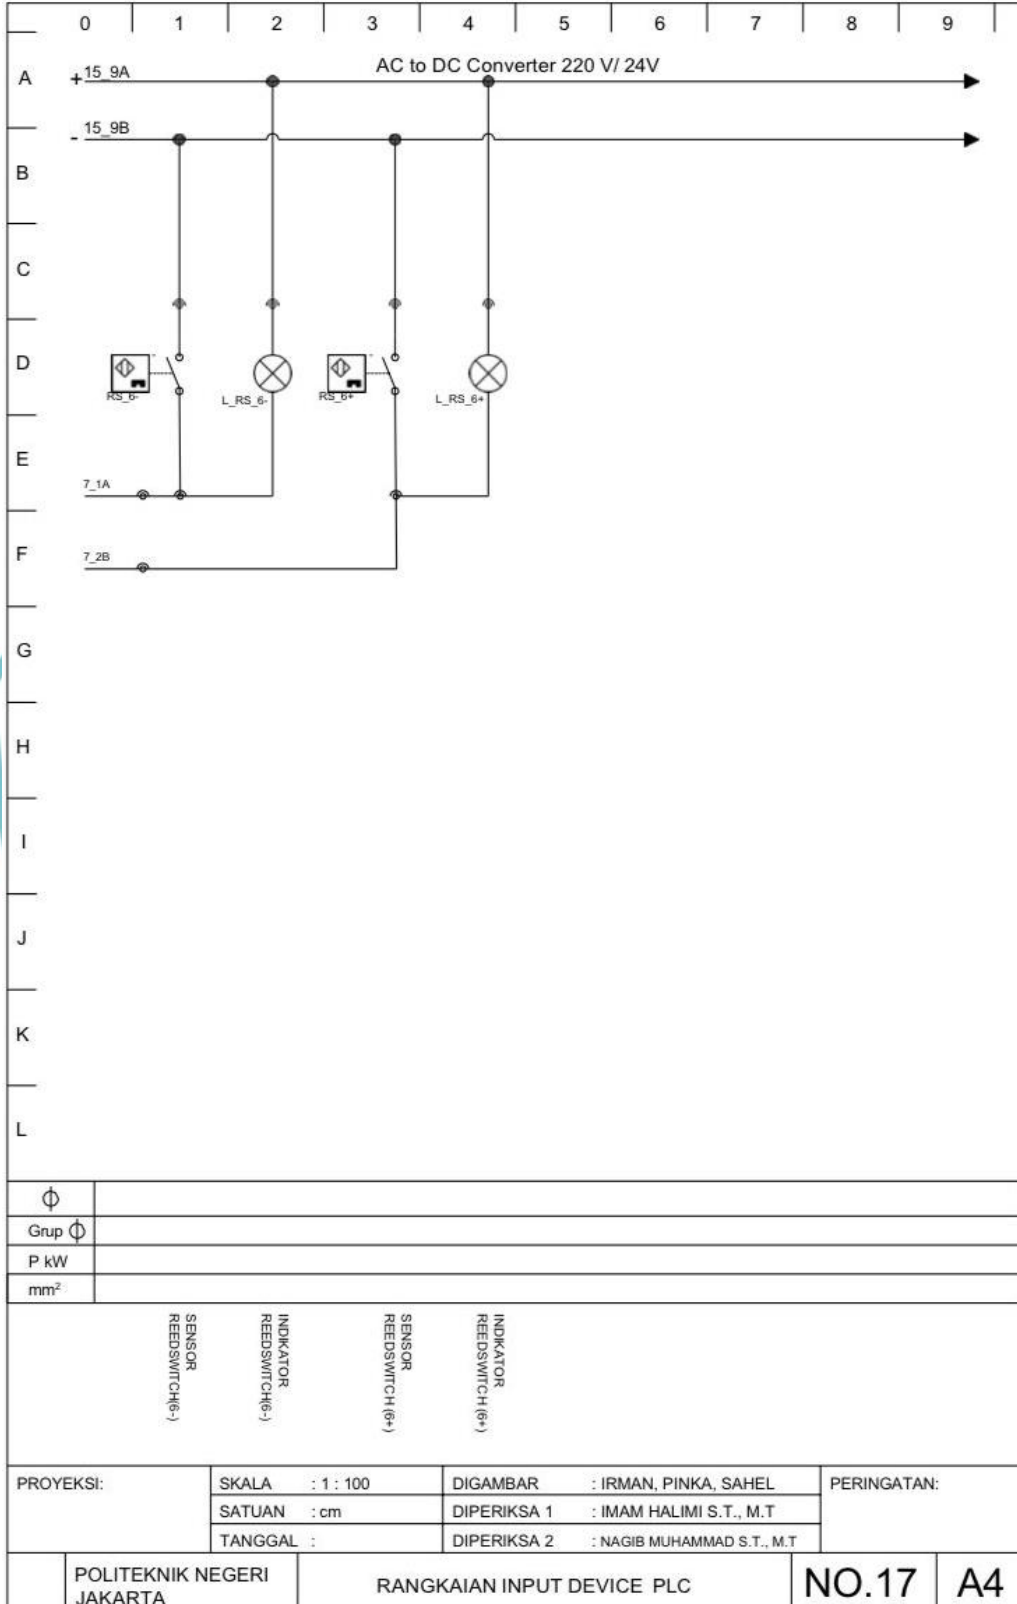 0 1 2 3 4 5 6 7 8 9
A
+ 15_9A
AC to DC Converter 220 V/ 24V
- 15_9B
B
C
D
RS_6-
L_RS_6-
RS_6+
L_RS_6+
E
7_1A
F
7_2B
G
H
I
J
K
L
ϕ
Grup ϕ
P kW
mm²
SENSOR
REEDSWITCH(6-)
INDIKATOR
REEDSWITCH(6-)
SENSOR
REEDSWITCH (6+)
INDIKATOR
REEDSWITCH (6+)
PROYEKSI:
SKALA : 1 : 100
SATUAN : cm
TANGGAL :
DIGAMBAR : IRMAN, PINKA, SAHEL
DIPERIKSA 1 : IMAM HALIMI S.T., M.T
DIPERIKSA 2 : NAGIB MUHAMMAD S.T., M.T
PERINGATAN:
POLITEKNIK NEGERI
JAKARTA
RANGKAIAN INPUT DEVICE PLC
NO.17
A4